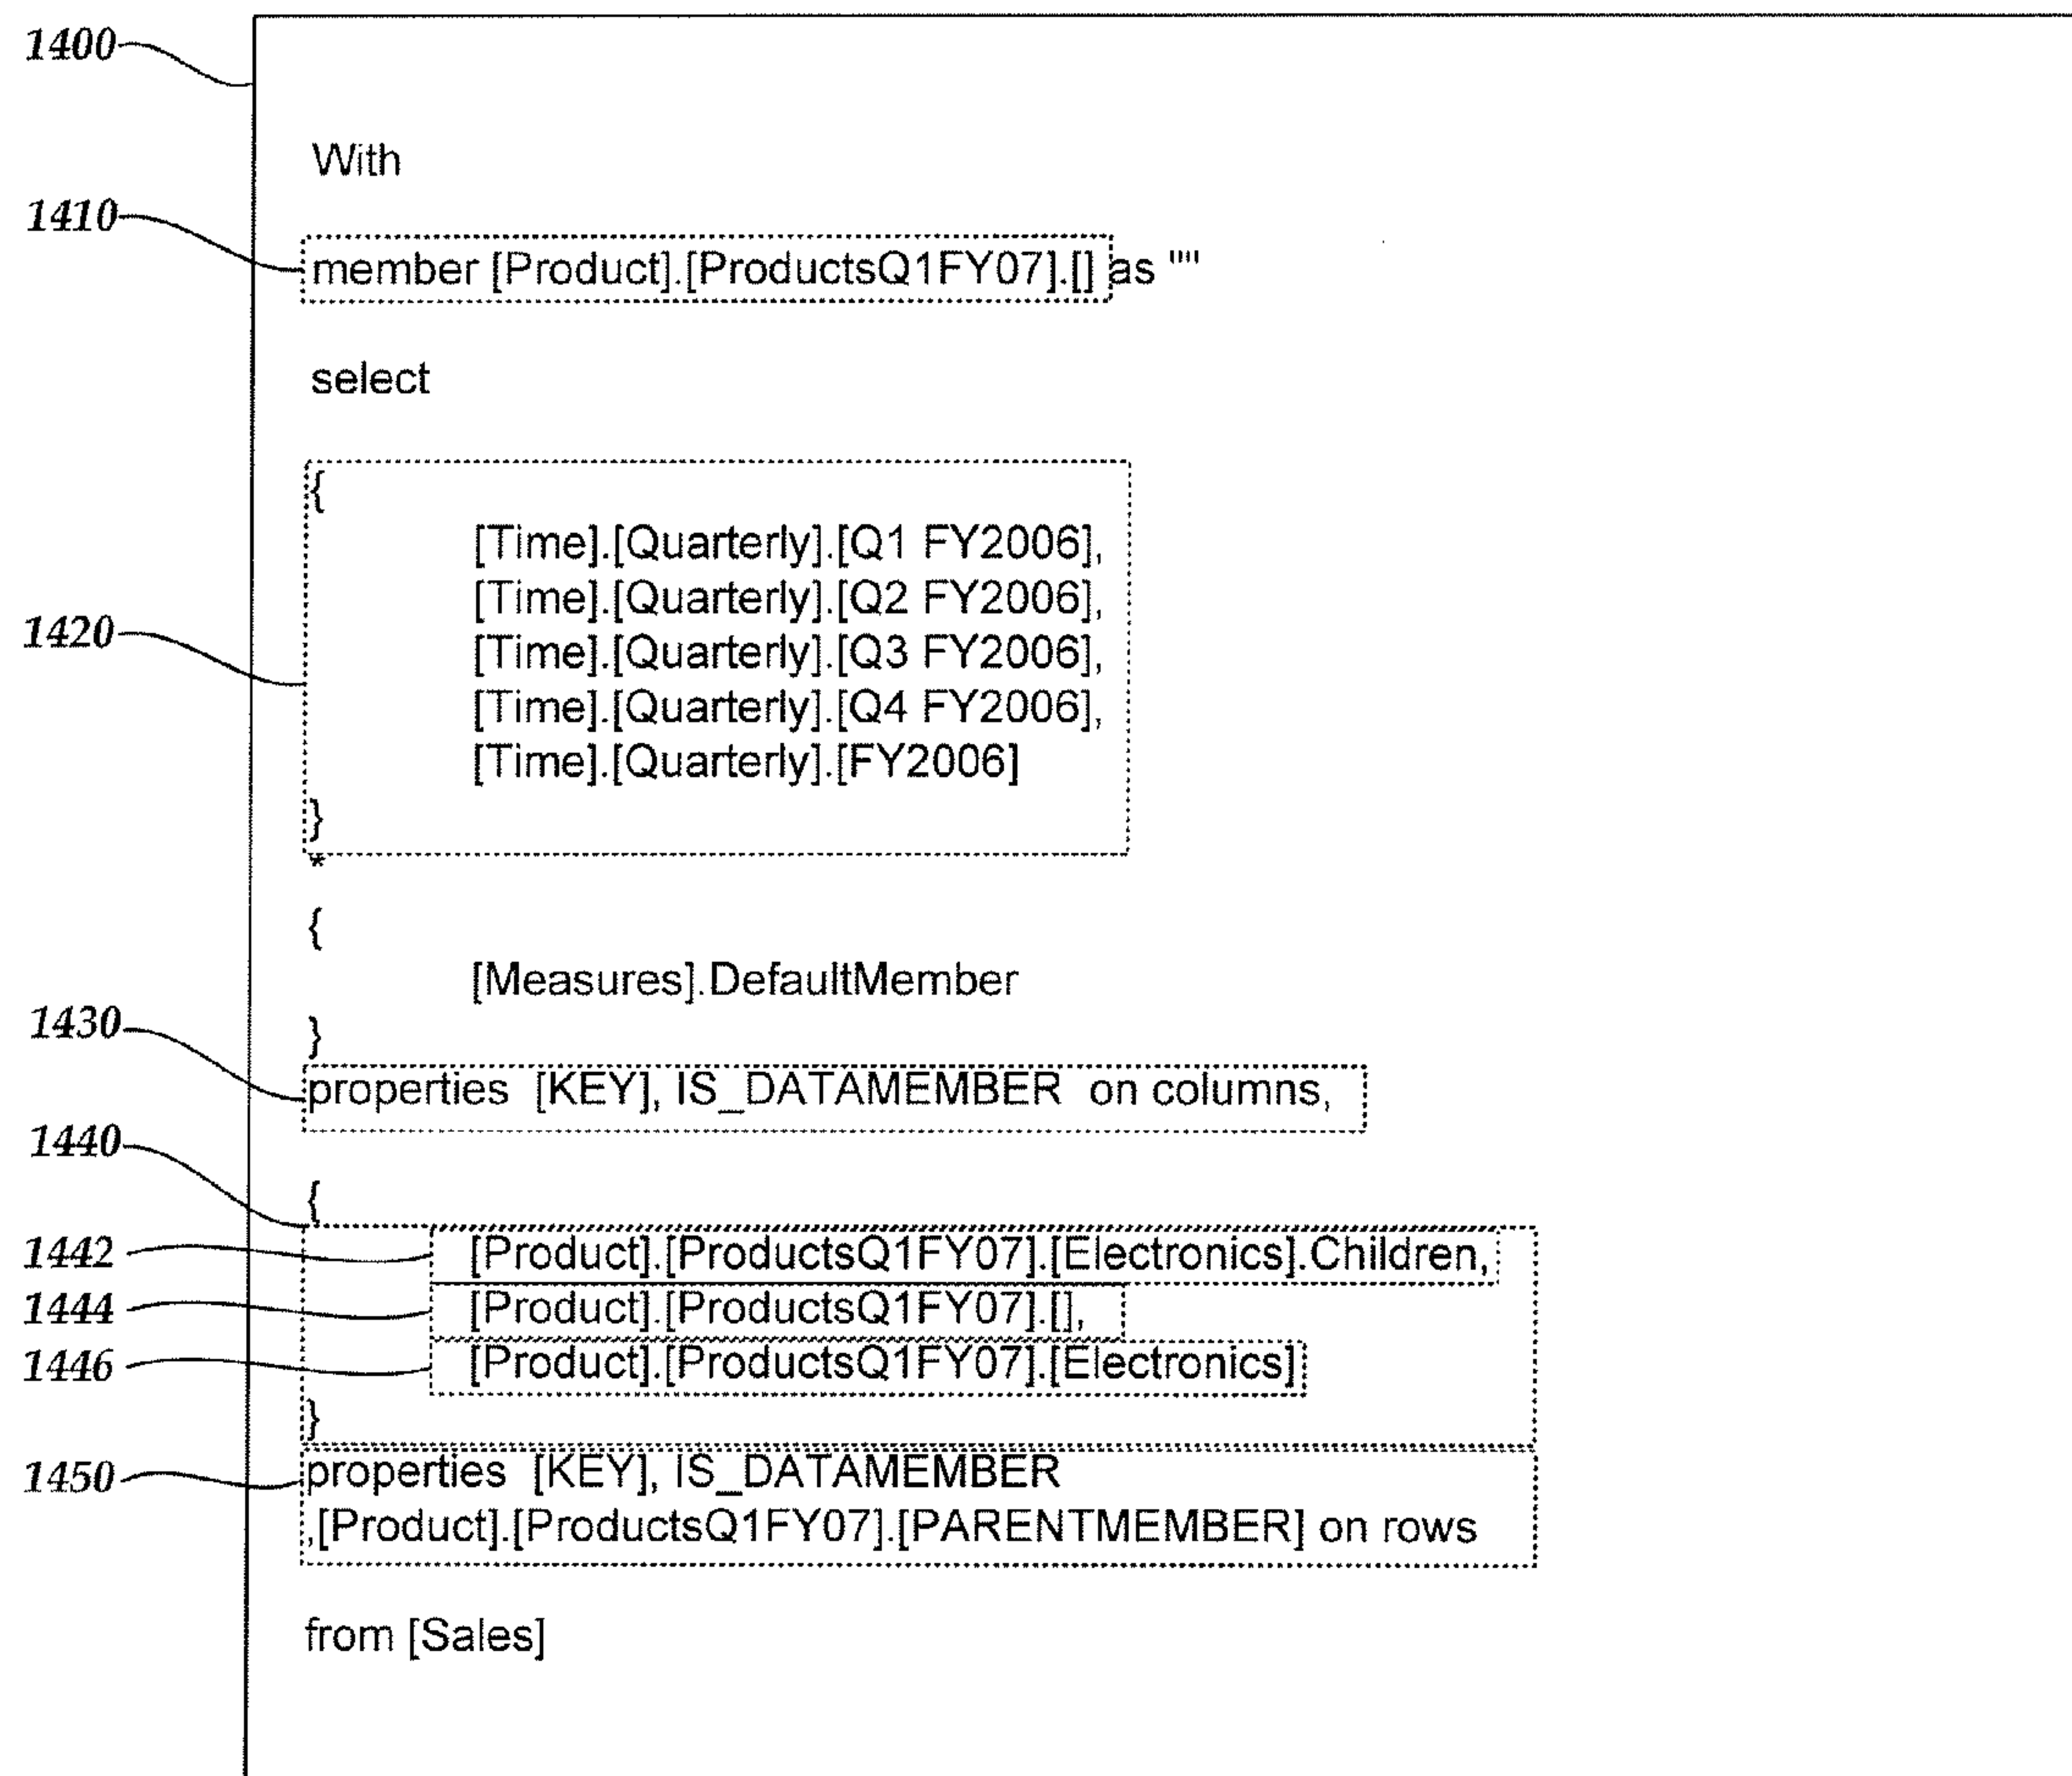 1400
With
1410
member [Product].[ProductsQ1FY07].[] as ""
select
{
[Time].[Quarterly].[Q1 FY2006],
[Time].[Quarterly].[Q2 FY2006],
1420
[Time].[Quarterly].[Q3 FY2006],
[Time].[Quarterly].[Q4 FY2006],
[Time].[Quarterly].[FY2006]
}
*
{
[Measures].DefaultMember
1430
}
properties [KEY], IS_DATAMEMBER on columns,
1440
{
1442 [Product].[ProductsQ1FY07].[Electronics].Children,
1444 [Product].[ProductsQ1FY07].[],
1446 [Product].[ProductsQ1FY07].[Electronics]
}
1450 properties [KEY], IS_DATAMEMBER
,[Product].[ProductsQ1FY07].[PARENTMEMBER] on rows
from [Sales]